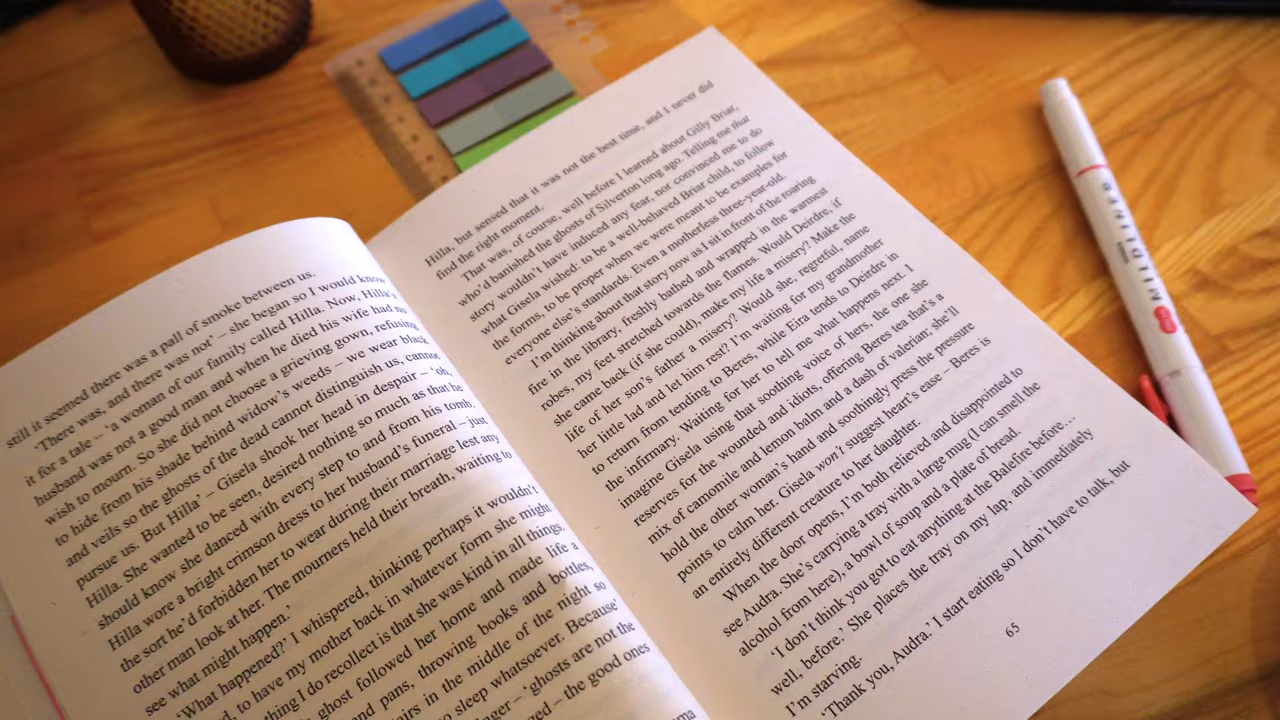 still it seemed there was a pall of smoke between us.
‘There was, and there was not’ – she began so I would know
it for a tale – ‘a woman of our family called Hilla. Now, Hilla’s
husband was not a good man and when he died his wife had no
wish to mourn. So she did not choose a grieving gown, refusing
to hide from his shade behind widow’s weeds – we wear black
and veils so the ghosts of the dead cannot distinguish us, cannot
pursue us. But Hilla’ – Gisela shook her head in despair – ‘oh,
Hilla. She wanted to be seen, desired nothing so much as that he
should know she danced with every step to and from his tomb.
Hilla wore a bright crimson dress to her husband’s funeral – just
the sort he’d forbidden her to wear during their marriage lest any
other man look at her. The mourners held their breath, waiting to
see what might happen.’
‘What happened?’ I whispered, thinking perhaps it wouldn’t
to have my mother back in whatever form she might
thing I do recollect is that she was kind in all things.
ghost followed her home and made life a
and pans, throwing books and bottles,
in the middle of the night so
sleep whatsoever. Because’
– ‘ghosts are not the
– the good ones
Hilla, but sensed that it was not the best time, and I never did
find the right moment.
That was, of course, well before I learned about Gilly Briar,
who’d banished the ghosts of Silverton long ago. Telling me that
story wouldn’t have induced any fear, nor convinced me to do
what Gisela wished: to be a well-behaved Briar child, to follow
the forms, to be proper when we were meant to be examples for
everyone else’s standards. Even a motherless three-year-old.
I’m thinking about that story now as I sit in front of the roaring
fire in the library, freshly bathed and wrapped in the warmest
robes, my feet stretched towards the flames. Would Deirdre, if
she came back (if she could), make my life a misery? Make the
life of her son’s father a misery? Would she, regretful, name
her little lad and let him rest? I’m waiting for my grandmother
to return from tending to Beres, while Eira tends to Deirdre in
the infirmary. Waiting for her to tell me what happens next. I
imagine Gisela using that soothing voice of hers, the one she
reserves for the wounded and idiots, offering Beres tea that’s a
mix of camomile and lemon balm and a dash of valerian; she’ll
hold the other woman’s hand and soothingly press the pressure
points to calm her. Gisela won’t suggest heart’s ease – Beres is
an entirely different creature to her daughter.
When the door opens, I’m both relieved and disappointed to
see Audra. She’s carrying a tray with a large mug (I can smell the
alcohol from here), a bowl of soup and a plate of bread.
‘I don’t think you got to eat anything at the Balefire before…
well, before.’ She places the tray on my lap, and immediately
I’m starving.
‘Thank you, Audra.’ I start eating so I don’t have to talk, but
65
MILDLINER